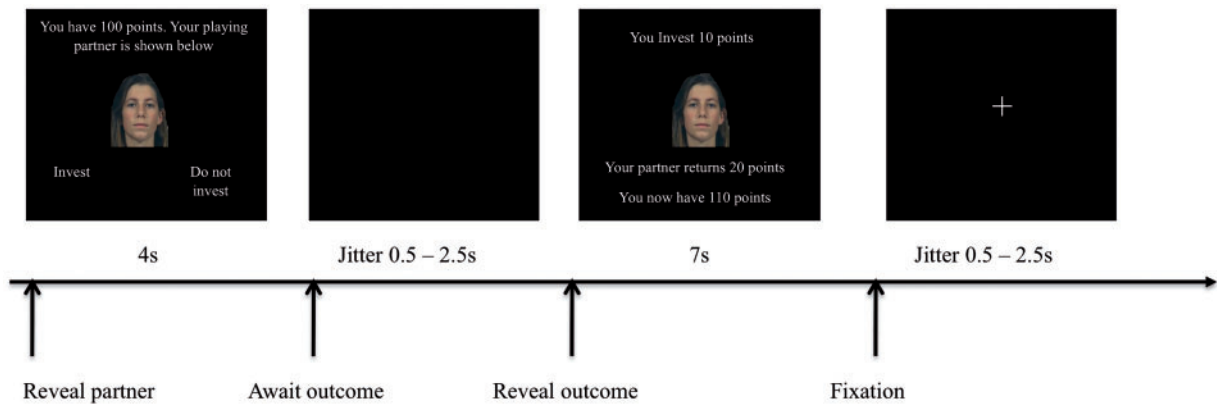 You have 100 points. Your playing
partner is shown below
Invest
Do not
invest
You Invest 10 points
Your partner returns 20 points
You now have 110 points
4s
Jitter 0.5 – 2.5s
7s
Jitter 0.5 – 2.5s
Reveal partner
Await outcome
Reveal outcome
Fixation